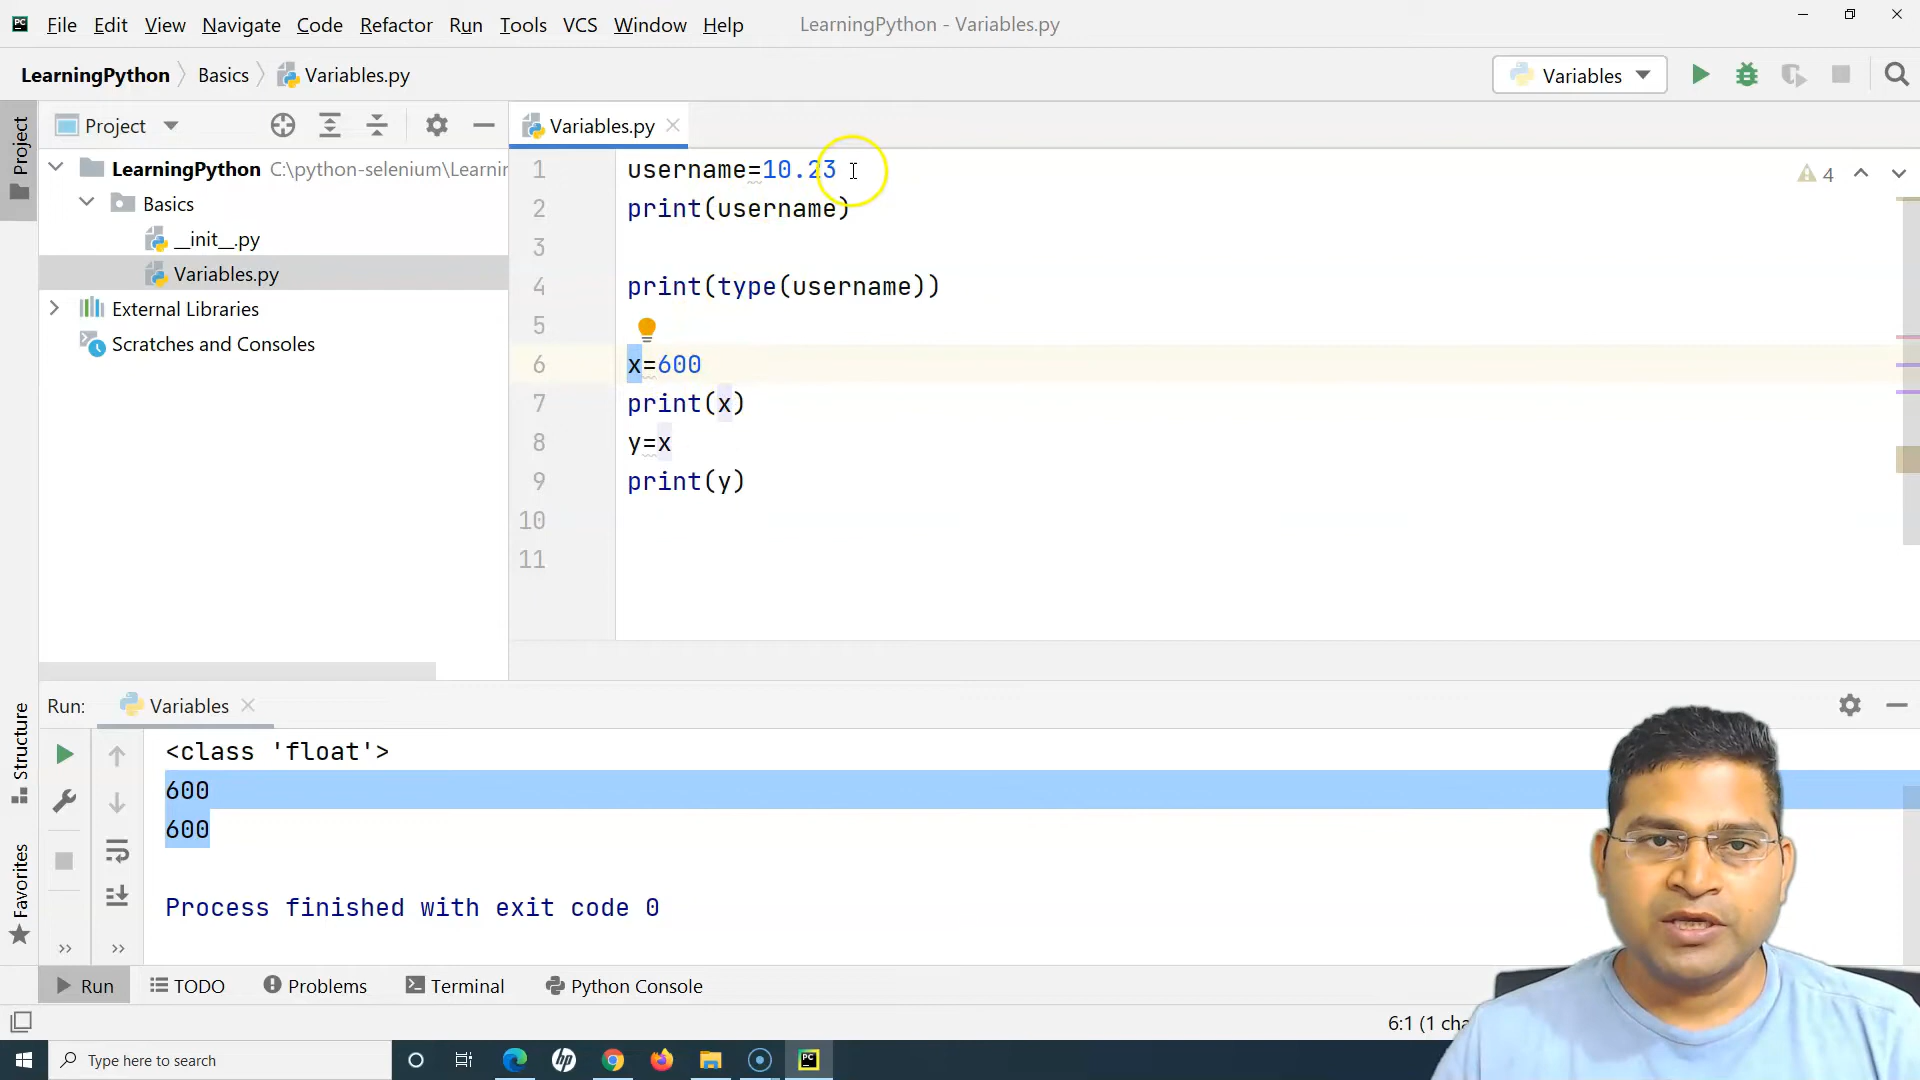 File Edit View Navigate Code Refactor Run Tools VCS Window Help LearningPython - Variables.py
LearningPython Basics Variables.py Variables
Project
Project
Variables.py
LearningPython C:\python-selenium\Learnin
Basics
__init__.py
Variables.py
External Libraries
Scratches and Consoles
1 username=10.23
2 print(username)
3
4 print(type(username))
5
6 x=600
7 print(x)
8 y=x
9 print(y)
10
11
4
Structure
Favorites
Run: Variables
<class 'float'>
600
600
Process finished with exit code 0
Run TODO Problems Terminal Python Console
6:1 (1 cha
Type here to search
hp
PC